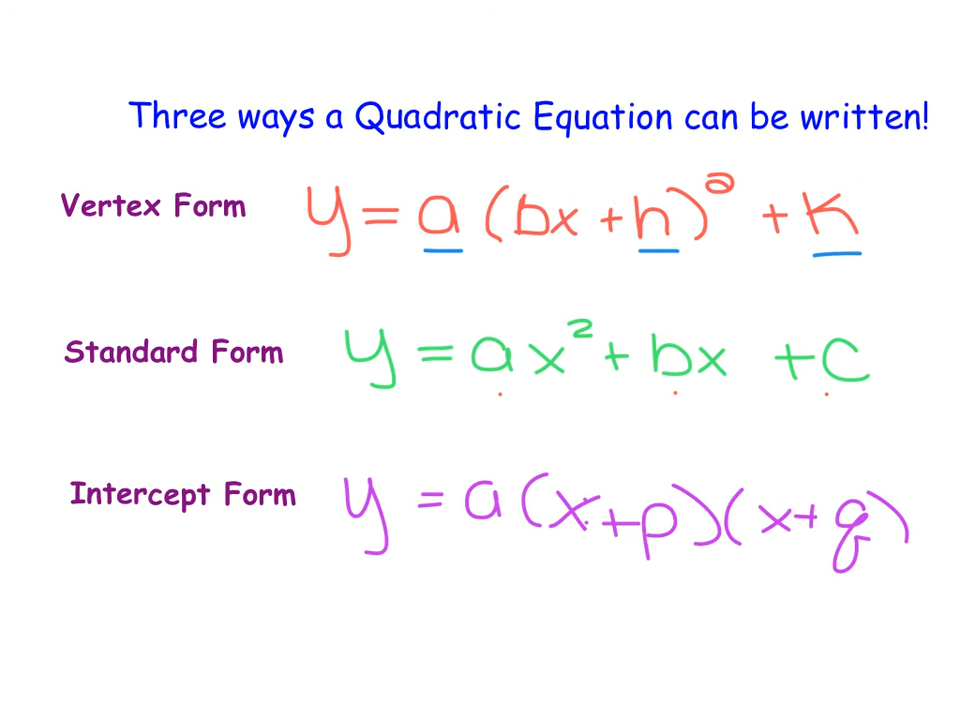 Three ways a Quadratic Equation can be written!
Vertex Form y = a (bx + h)² + k
Standard Form y = ax² + bx + c
Intercept Form y = a(x+p)(x+q)